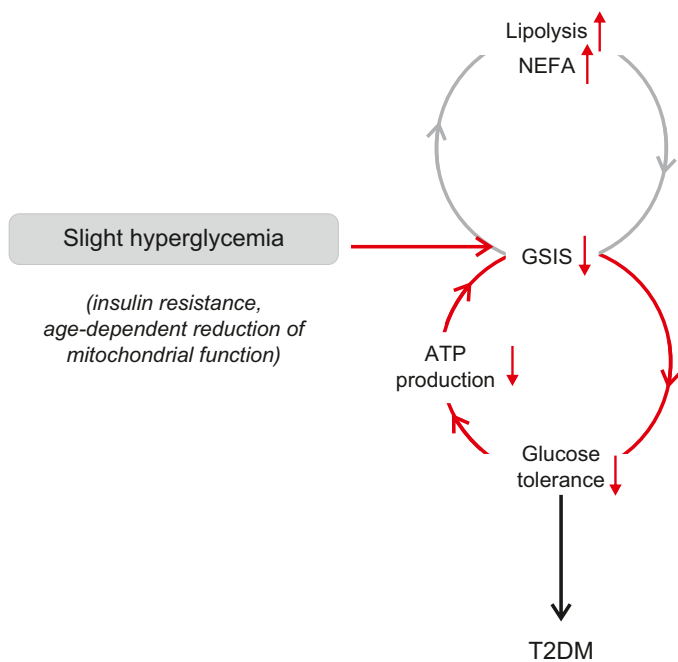 Lipolysis
NEFA
Slight hyperglycemia
GSIS
(insulin resistance,
age-dependent reduction of
mitochondrial function)
ATP
production
Glucose
tolerance
T2DM